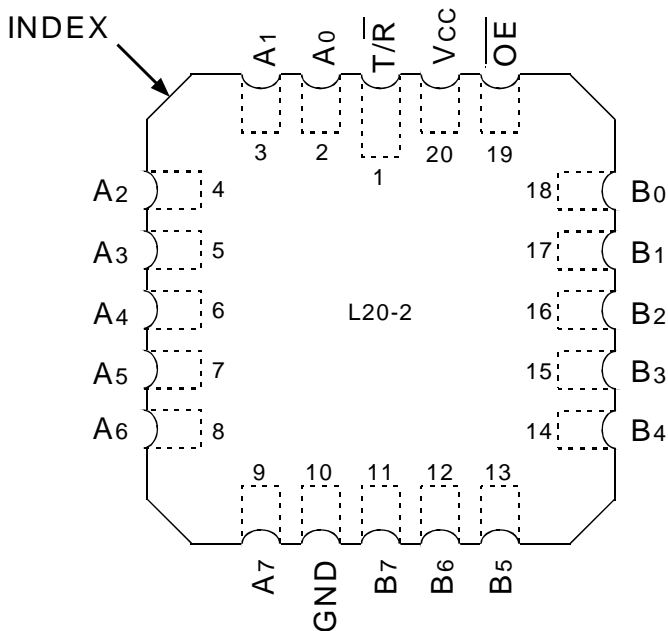 INDEX
A1 A0 T/R̅ VCC O̅E̅
3 2 1 20 19
A2 4 18 B0
A3 5 17 B1
A4 6 L20-2 16 B2
A5 7 15 B3
A6 8 14 B4
9 10 11 12 13
A7 GND B7 B6 B5